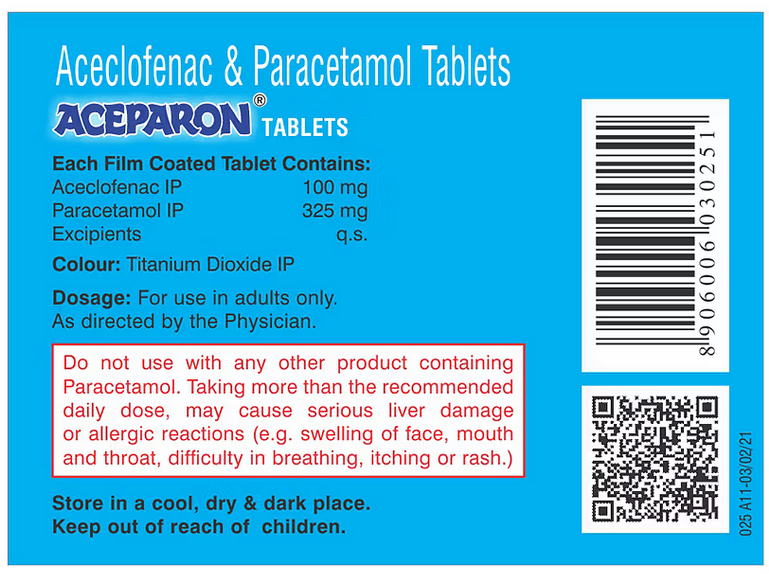 Aceclofenac & Paracetamol Tablets
ACEPARON® TABLETS
Each Film Coated Tablet Contains:
Aceclofenac IP 100 mg
Paracetamol IP 325 mg
Excipients q.s.
Colour: Titanium Dioxide IP
Dosage: For use in adults only.
As directed by the Physician.
Do not use with any other product containing
Paracetamol. Taking more than the recommended
daily dose, may cause serious liver damage
or allergic reactions (e.g. swelling of face, mouth
and throat, difficulty in breathing, itching or rash.)
Store in a cool, dry & dark place.
Keep out of reach of children.
8 906006 030251
025 A11-03/02/21